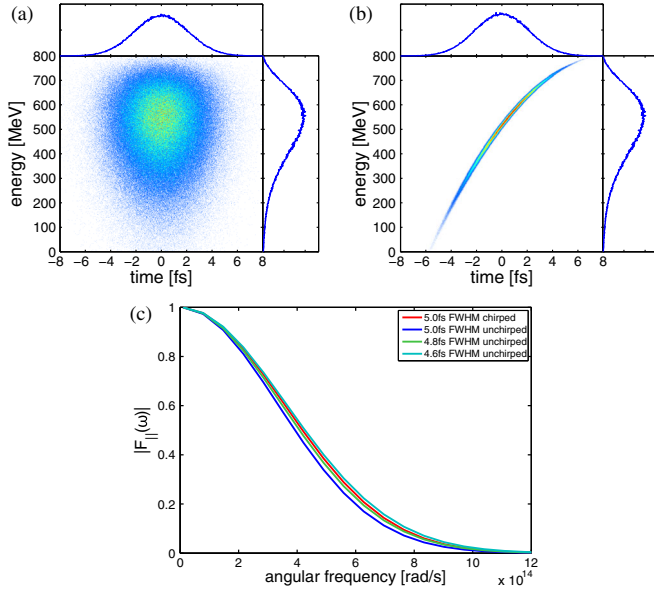 (a)
energy [MeV]
800
700
600
500
400
300
200
100
0
−8 −6 −4 −2 0 2 4 6 8
time [fs]
(b)
energy [MeV]
800
700
600
500
400
300
200
100
0
−8 −6 −4 −2 0 2 4 6 8
time [fs]
(c)
5.0fs FWHM chirped
5.0fs FWHM unchirped
4.8fs FWHM unchirped
4.6fs FWHM unchirped
|F||(ω)|
1
0.8
0.6
0.4
0.2
0
0 2 4 6 8 10 12
x 10^14
angular frequency [rad/s]